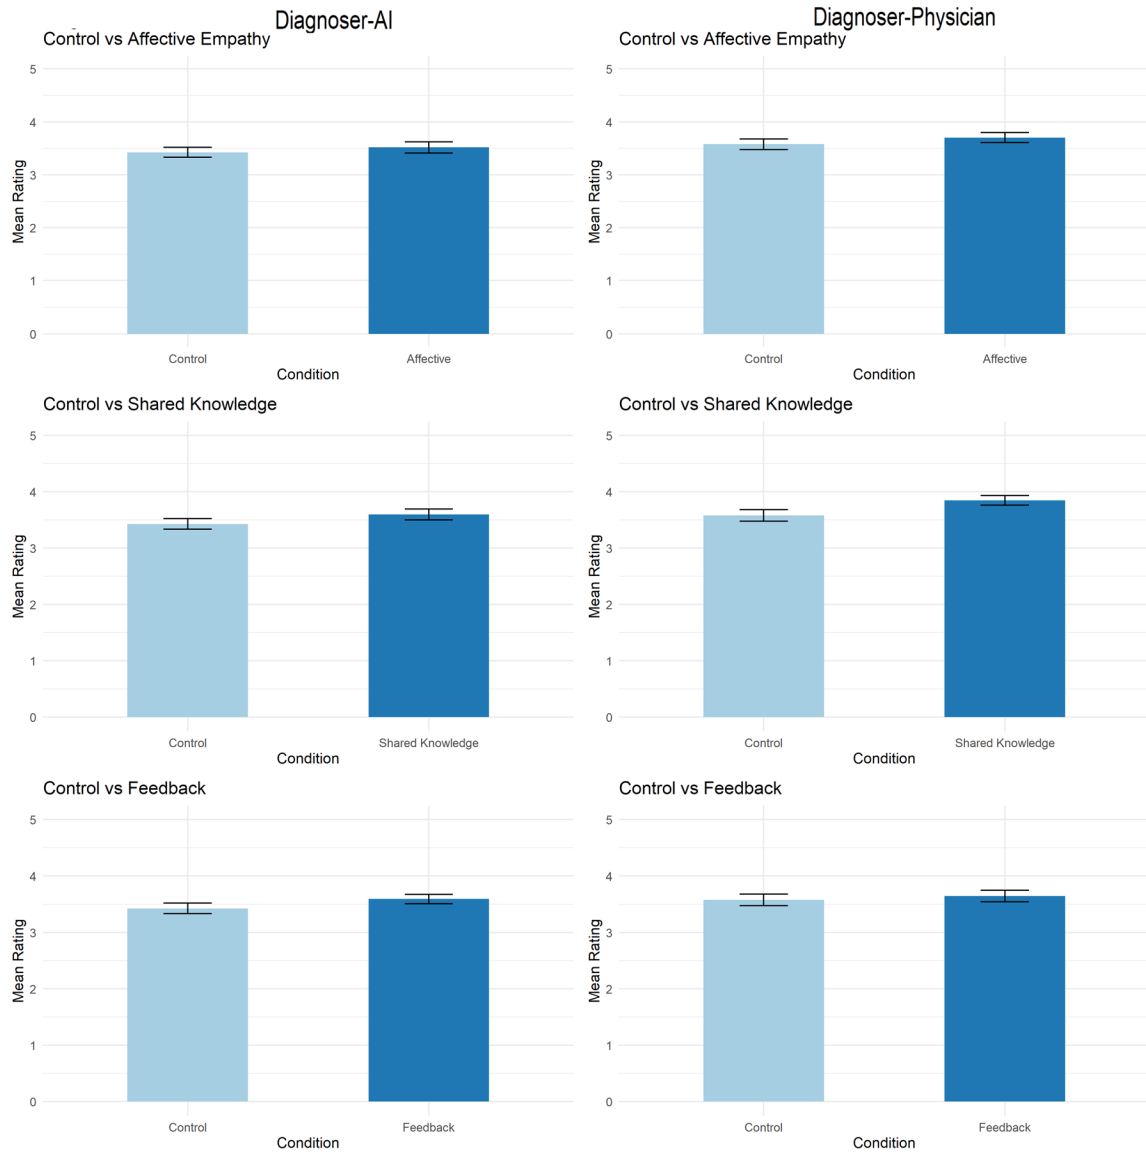 Diagnoser-AI
Control vs Affective Empathy
5
4
3
2
1
0
Mean Rating
Control
Affective
Condition
Diagnoser-Physician
Control vs Affective Empathy
5
4
3
2
1
0
Mean Rating
Control
Affective
Condition
Control vs Shared Knowledge
5
4
3
2
1
0
Mean Rating
Control
Shared Knowledge
Condition
Control vs Shared Knowledge
5
4
3
2
1
0
Mean Rating
Control
Shared Knowledge
Condition
Control vs Feedback
5
4
3
2
1
0
Mean Rating
Control
Feedback
Condition
Control vs Feedback
5
4
3
2
1
0
Mean Rating
Control
Feedback
Condition